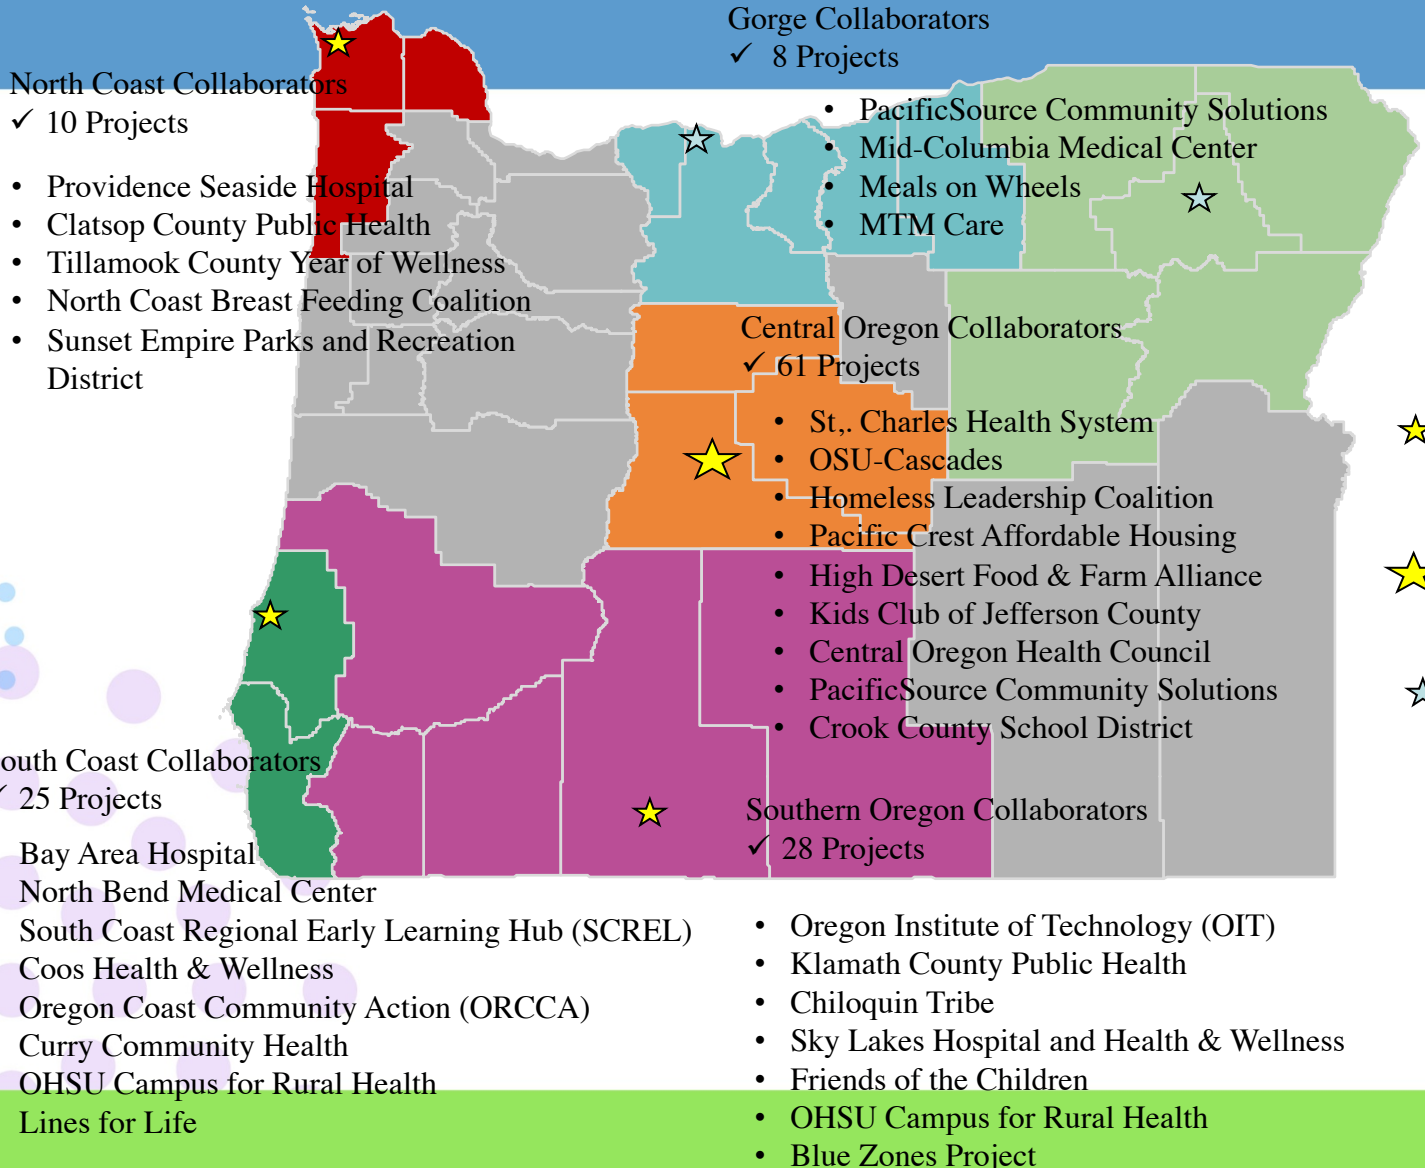 Gorge Collaborators
✓ 8 Projects
• PacificSource Community Solutions
• Mid-Columbia Medical Center
• Meals on Wheels
• MTM Care
North Coast Collaborators
✓ 10 Projects
• Providence Seaside Hospital
• Clatsop County Public Health
• Tillamook County Year of Wellness
• North Coast Breast Feeding Coalition
• Sunset Empire Parks and Recreation
District
Central Oregon Collaborators
✓ 61 Projects
• St,. Charles Health System
• OSU-Cascades
• Homeless Leadership Coalition
• Pacific Crest Affordable Housing
• High Desert Food & Farm Alliance
• Kids Club of Jefferson County
• Central Oregon Health Council
• PacificSource Community Solutions
• Crook County School District
outh Coast Collaborators
✓ 25 Projects
Bay Area Hospital
North Bend Medical Center
South Coast Regional Early Learning Hub (SCREL)
Coos Health & Wellness
Oregon Coast Community Action (ORCCA)
Curry Community Health
OHSU Campus for Rural Health
Lines for Life
Southern Oregon Collaborators
✓ 28 Projects
• Oregon Institute of Technology (OIT)
• Klamath County Public Health
• Chiloquin Tribe
• Sky Lakes Hospital and Health & Wellness
• Friends of the Children
• OHSU Campus for Rural Health
• Blue Zones Project